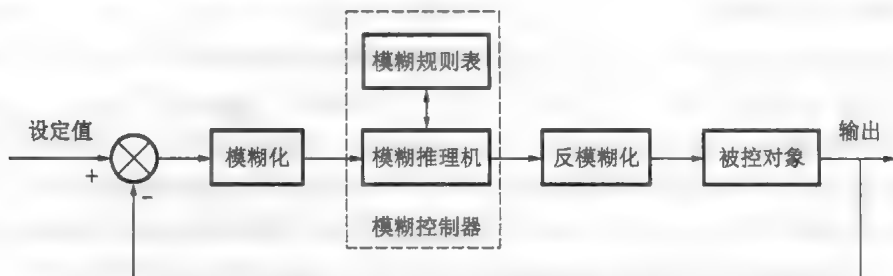 模糊规则表
设定值
输出
模糊化
模糊推理机
反模糊化
被控对象
+
-
模糊控制器